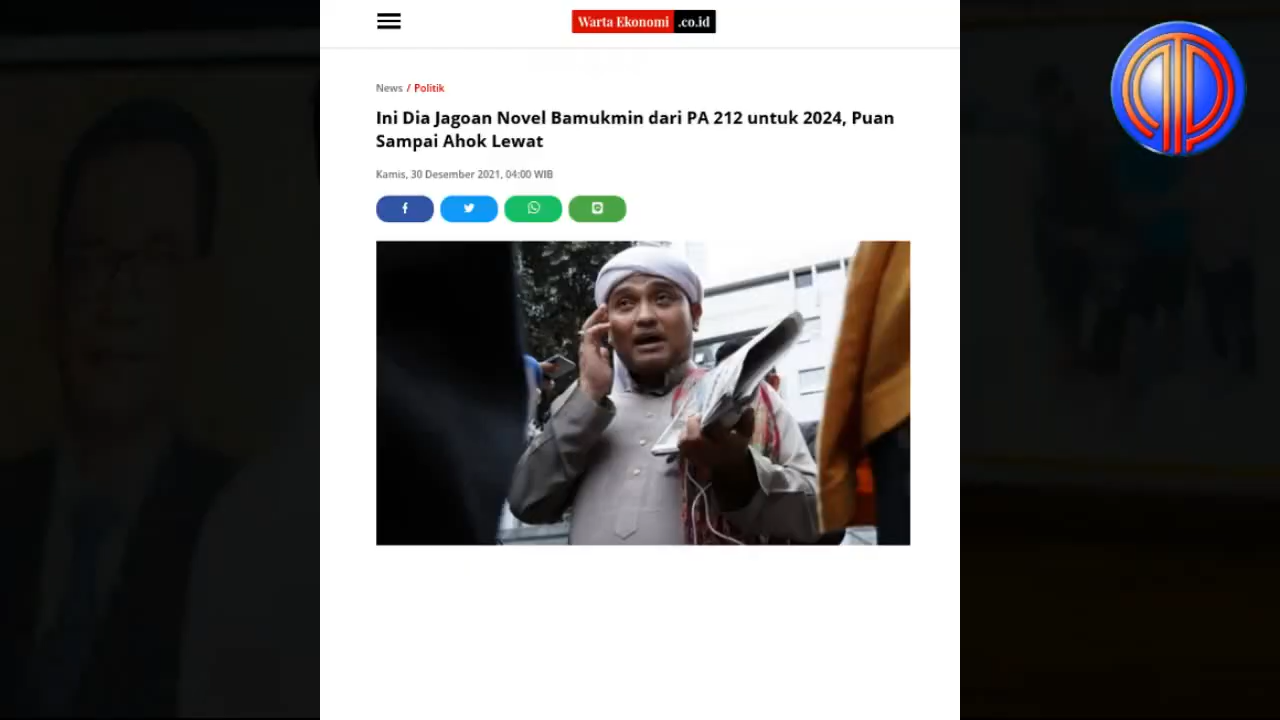 Warta Ekonomi .co.id
News / Politik
Ini Dia Jagoan Novel Bamukmin dari PA 212 untuk 2024, Puan
Sampai Ahok Lewat
Kamis, 30 Desember 2021, 04:00 WIB